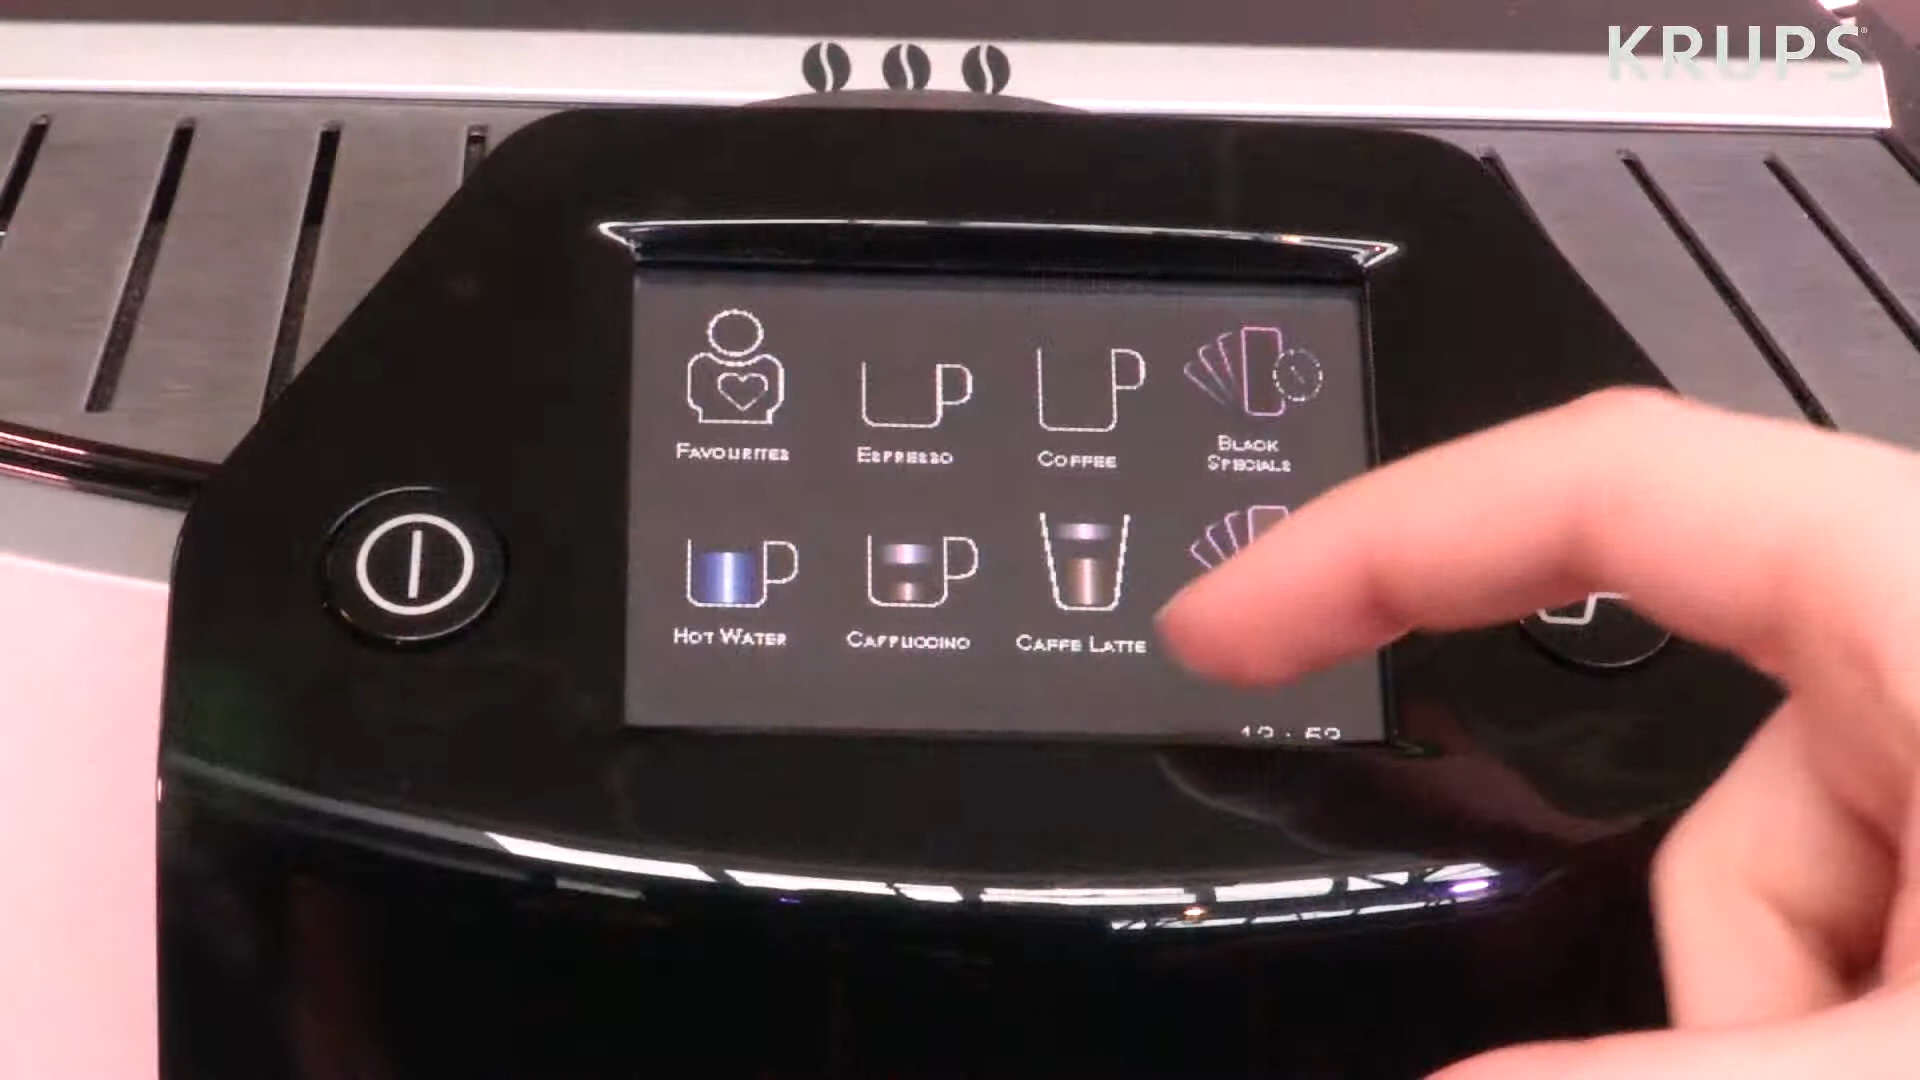 KRUPS
FAVOURITES
ESPRESSO
COFFEE
BLACK
SPECIALS
HOT WATER
CAPPUCCINO
CAFFE LATTE